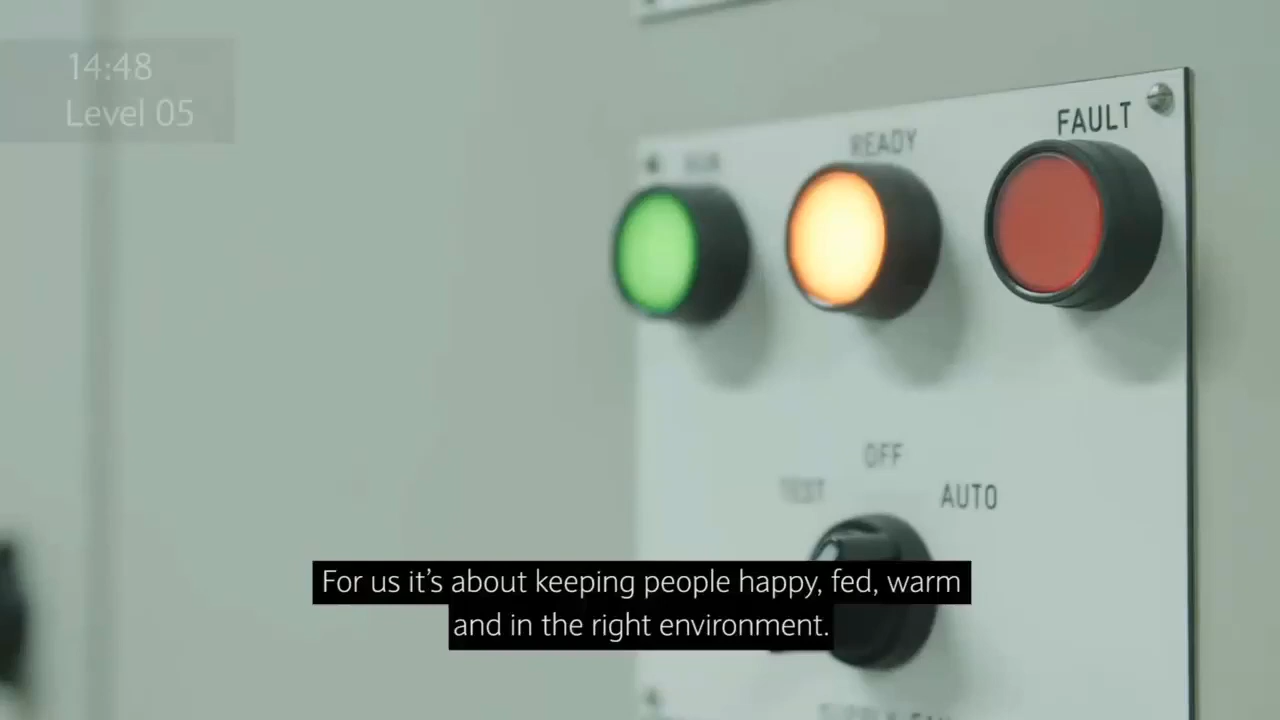 14:48
Level 05
FAULT
READY
OFF
TEST
AUTO
For us it’s about keeping people happy, fed, warm
and in the right environment.